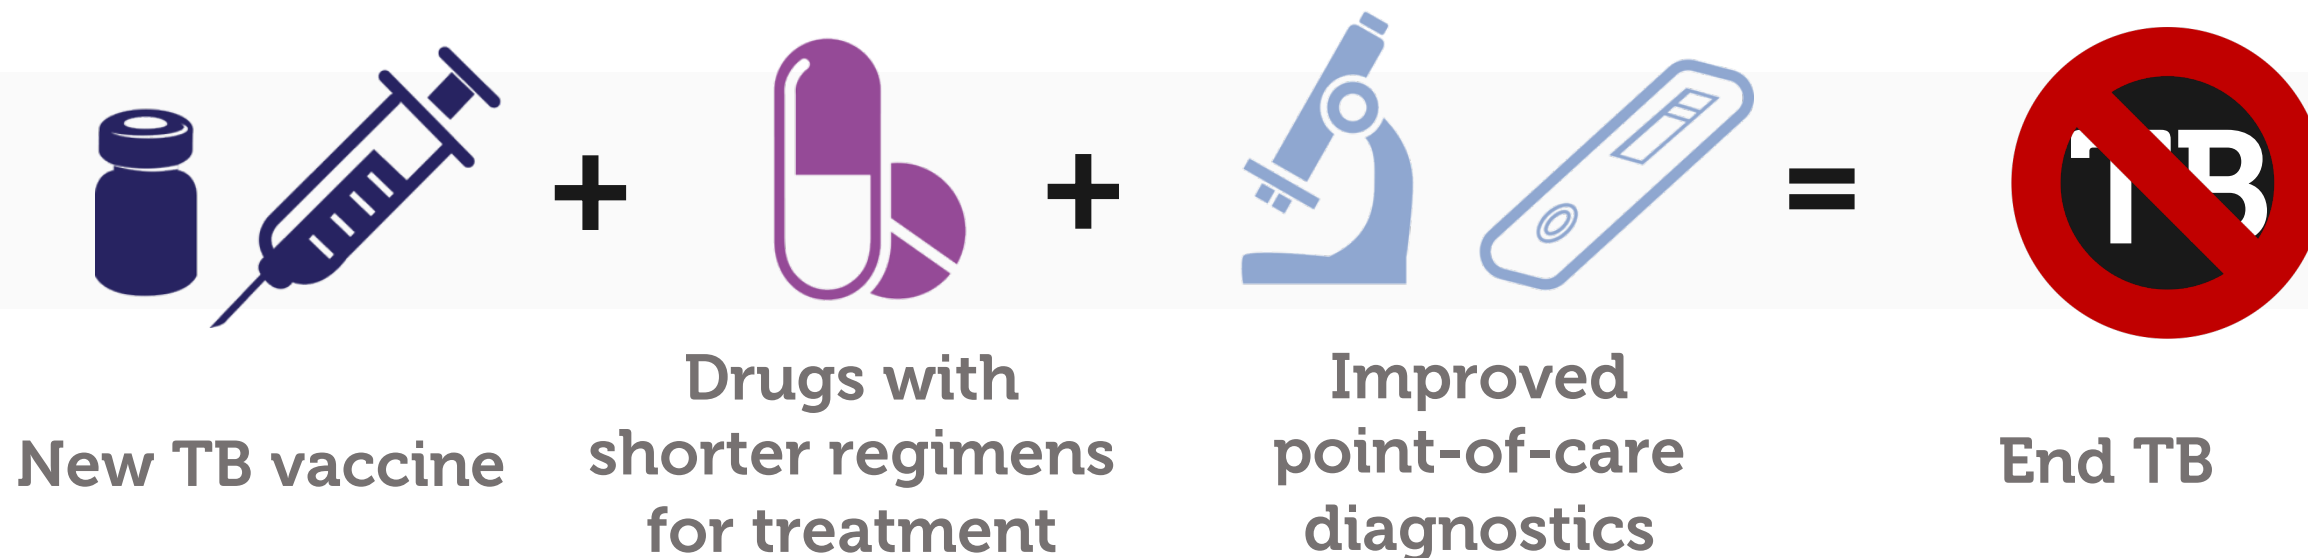 +
+
=
TB
New TB vaccine
Drugs with
shorter regimens
for treatment
Improved
point-of-care
diagnostics
End TB